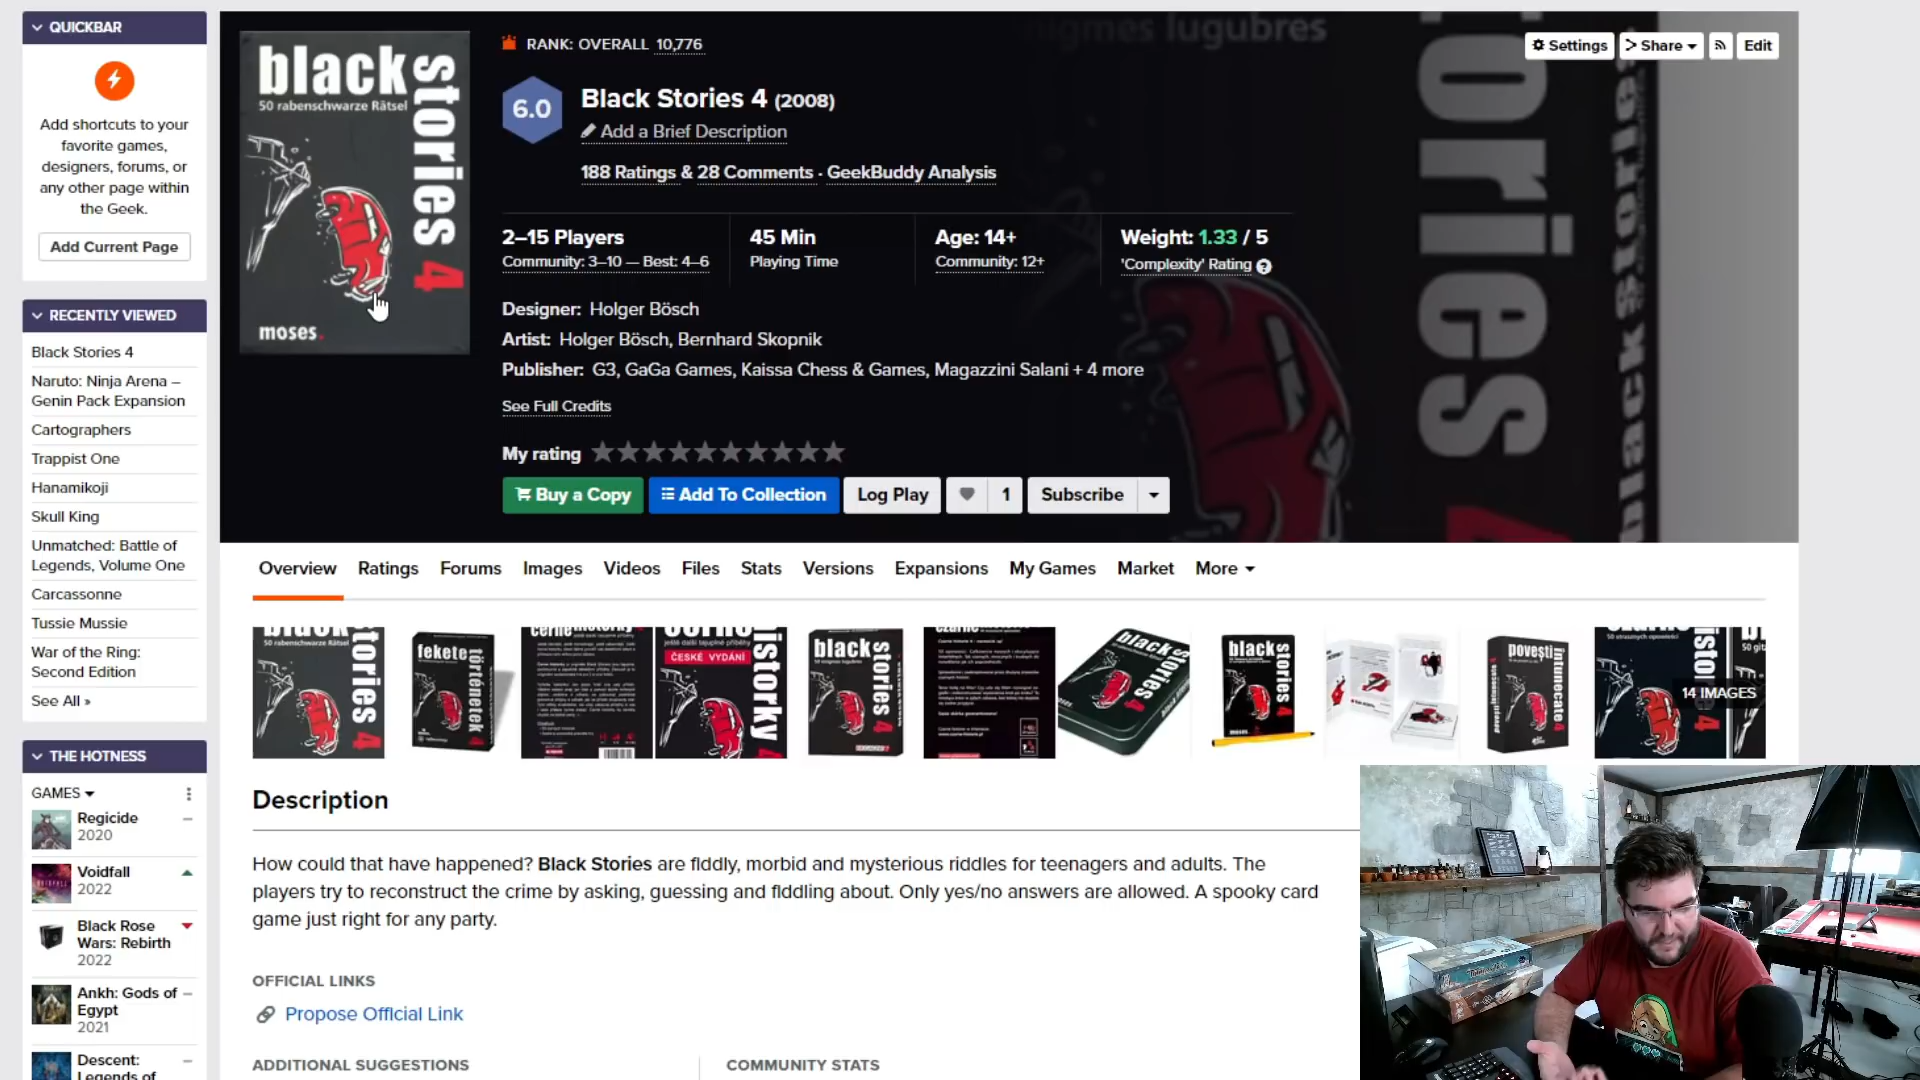 QUICKBAR
Add shortcuts to your
favorite games,
designers, forums, or
any other page within
the Geek.
Add Current Page
RECENTLY VIEWED
Black Stories 4
Naruto: Ninja Arena –
Genin Pack Expansion
Cartographers
Trappist One
Hanamikoji
Skull King
Unmatched: Battle of
Legends, Volume One
Carcassonne
Tussie Mussie
War of the Ring:
Second Edition
See All »
THE HOTNESS
GAMES
Regicide
2020
Voidfall
2022
Black Rose
Wars: Rebirth
2022
Ankh: Gods of
Egypt
2021
Descent:
Legends of
black stories 4
50 rabenschwarze Rätsel
moses.
RANK: OVERALL 10,776
Settings
Share
Edit
6.0
Black Stories 4 (2008)
Add a Brief Description
188 Ratings & 28 Comments · GeekBuddy Analysis
2–15 Players
Community: 3–10 — Best: 4–6
45 Min
Playing Time
Age: 14+
Community: 12+
Weight: 1.33 / 5
'Complexity' Rating
Designer: Holger Bösch
Artist: Holger Bösch, Bernhard Skopnik
Publisher: G3, GaGa Games, Kaissa Chess & Games, Magazzini Salani + 4 more
See Full Credits
My rating
Buy a Copy
Add To Collection
Log Play
1
Subscribe
Overview
Ratings
Forums
Images
Videos
Files
Stats
Versions
Expansions
My Games
Market
More
14 IMAGES
Description
How could that have happened? Black Stories are fiddly, morbid and mysterious riddles for teenagers and adults. The
players try to reconstruct the crime by asking, guessing and fiddling about. Only yes/no answers are allowed. A spooky card
game just right for any party.
OFFICIAL LINKS
Propose Official Link
ADDITIONAL SUGGESTIONS
COMMUNITY STATS